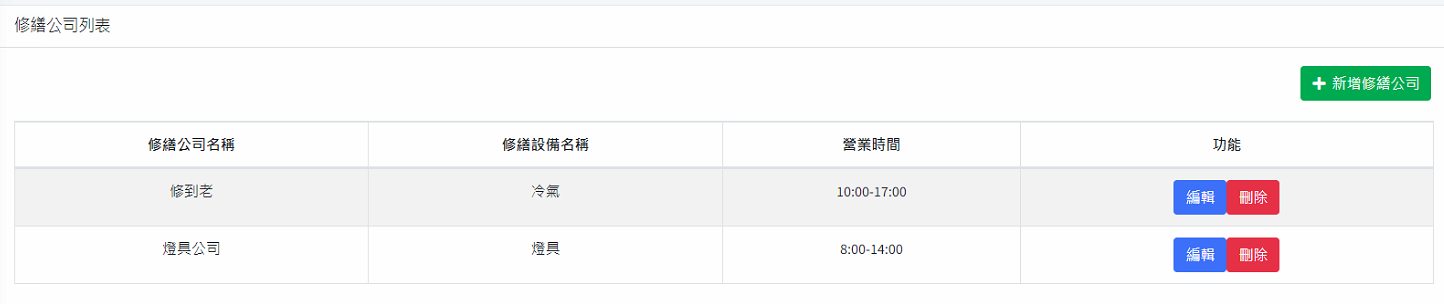 修繕公司列表
新增修繕公司
修繕公司名稱 修繕設備名稱 營業時間 功能
修到老 冷氣 10:00-17:00 編輯 刪除
燈具公司 燈具 8:00-14:00 編輯 刪除